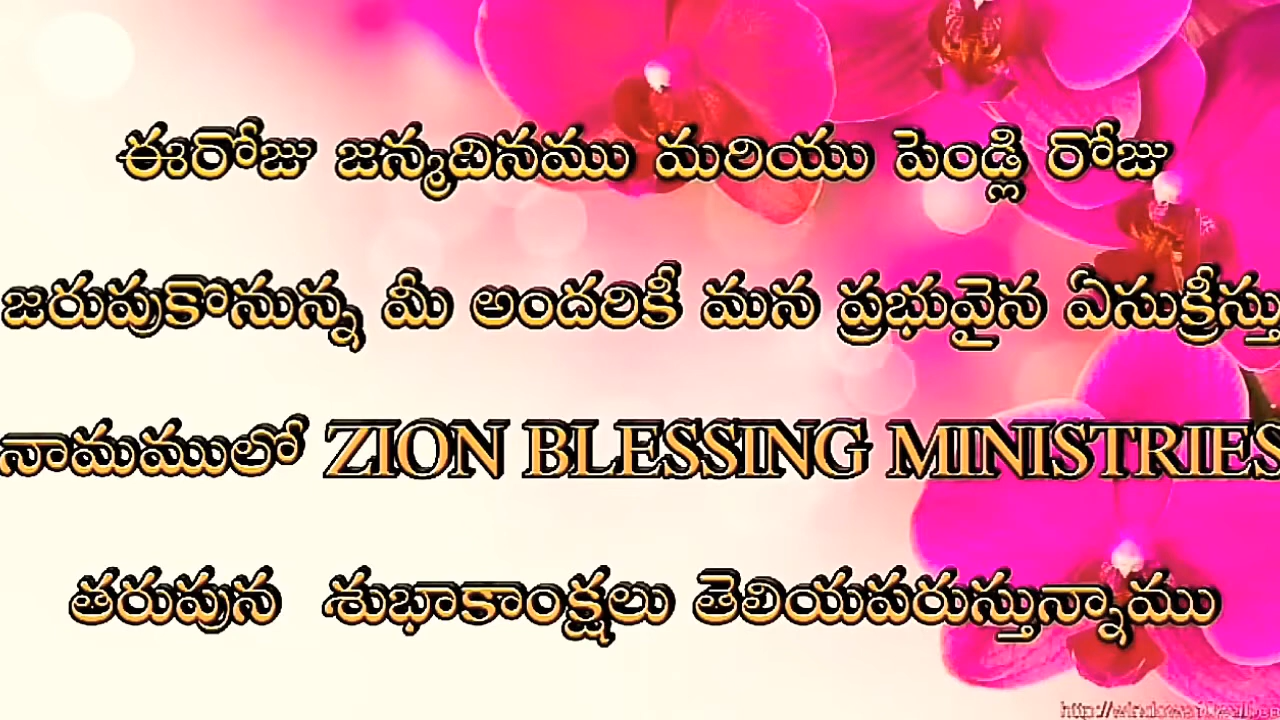 ఈరోజు జన్మదినము మరియు పెండ్లి రోజు
జరుపుకొనున్న మీ అందరికీ మన ప్రభువైన ఏసుక్రీస్తు
నామములో ZION BLESSING MINISTRIES
తరుపున శుభాకాంక్షలు తెలియపరుస్తున్నాము